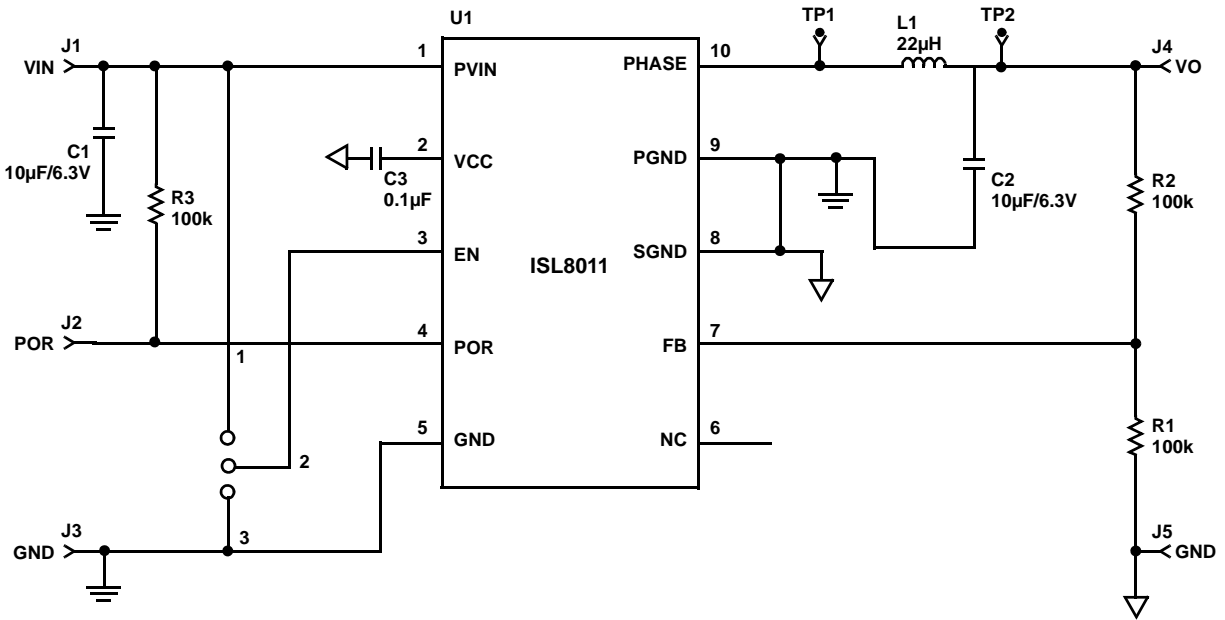 U1
TP1
L1
22µH
TP2
J1
VIN
1
PVIN
PHASE
10
J4
VO
C1
10µF/6.3V
2
VCC
C3
0.1µF
PGND
9
C2
10µF/6.3V
R2
100k
R3
100k
3
EN
ISL8011
SGND
8
J2
POR
4
POR
FB
7
1
5
GND
NC
6
R1
100k
2
J3
GND
3
J5
GND